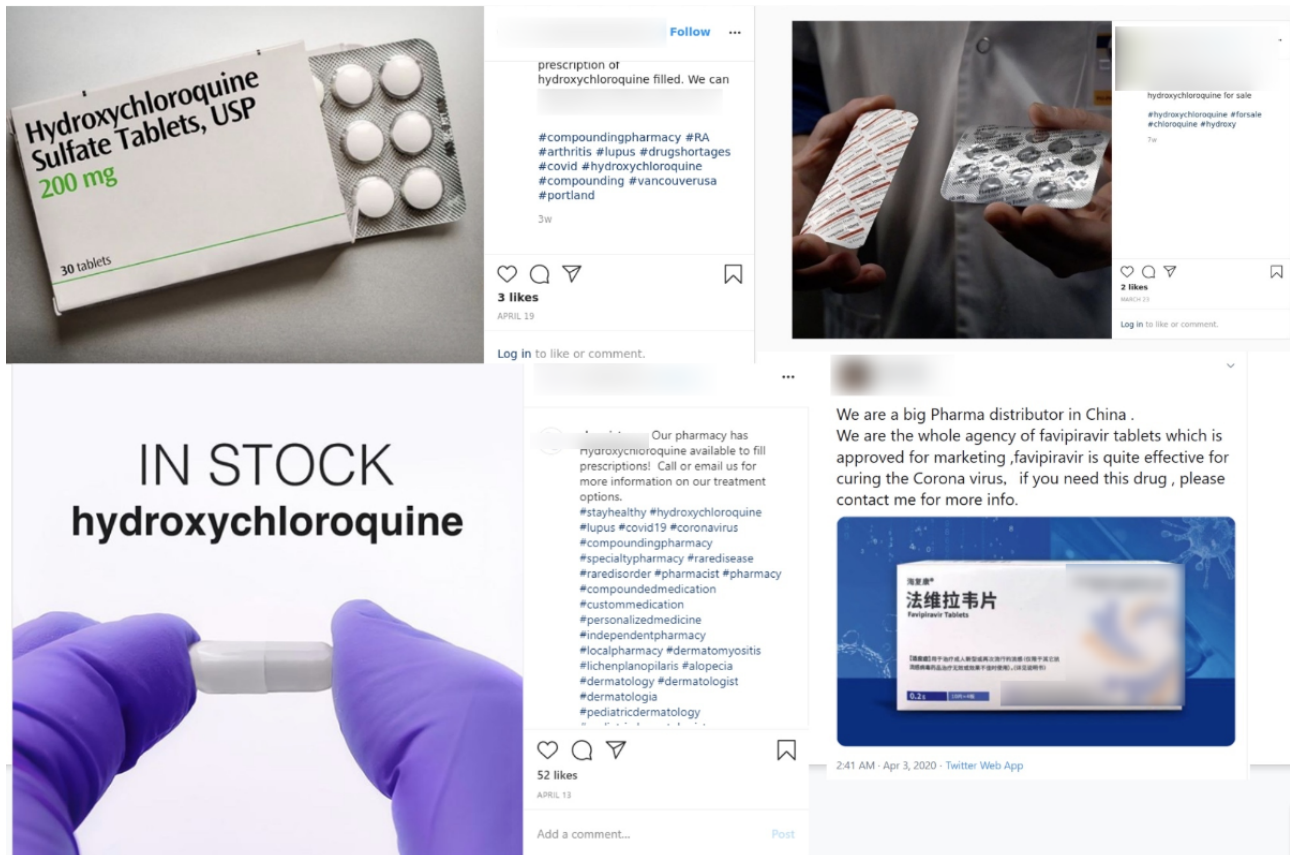 Hydroxychloroquine
Sulfate Tablets, USP
200 mg
30 tablets
Follow
prescription of
hydroxychloroquine filled. We can
#compoundingpharmacy #RA
#arthritis #lupus #drugshortages
#covid #hydroxychloroquine
#compounding #vancouverusa
#portland
3w
3 likes
APRIL 19
Log in to like or comment.
hydroxychloroquine for sale
#hydroxychloroquine #forsale
#chloroquine #hydroxy
7w
2 likes
MARCH 23
Log in to like or comment.
IN STOCK
hydroxychloroquine
Our pharmacy has
Hydroxychloroquine available to fill
prescriptions! Call or email us for
more information on our treatment
options.
#stayhealthy #hydroxychloroquine
#lupus #covid19 #coronavirus
#compoundingpharmacy
#specialtypharmacy #raredisease
#raredisorder #pharmacist #pharmacy
#compoundedmedication
#custommedication
#personalizedmedicine
#independentpharmacy
#localpharmacy #dermatomyositis
#lichenplanopilaris #alopecia
#dermatology #dermatologist
#dermatologia
#pediatricdermatology
52 likes
APRIL 13
Add a comment...
Post
We are a big Pharma distributor in China .
We are the whole agency of favipiravir tablets which is
approved for marketing ,favipiravir is quite effective for
curing the Corona virus, if you need this drug , please
contact me for more info.
海复康®
法维拉韦片
Favipiravir Tablets
0.2g
2:41 AM · Apr 3, 2020 · Twitter Web App